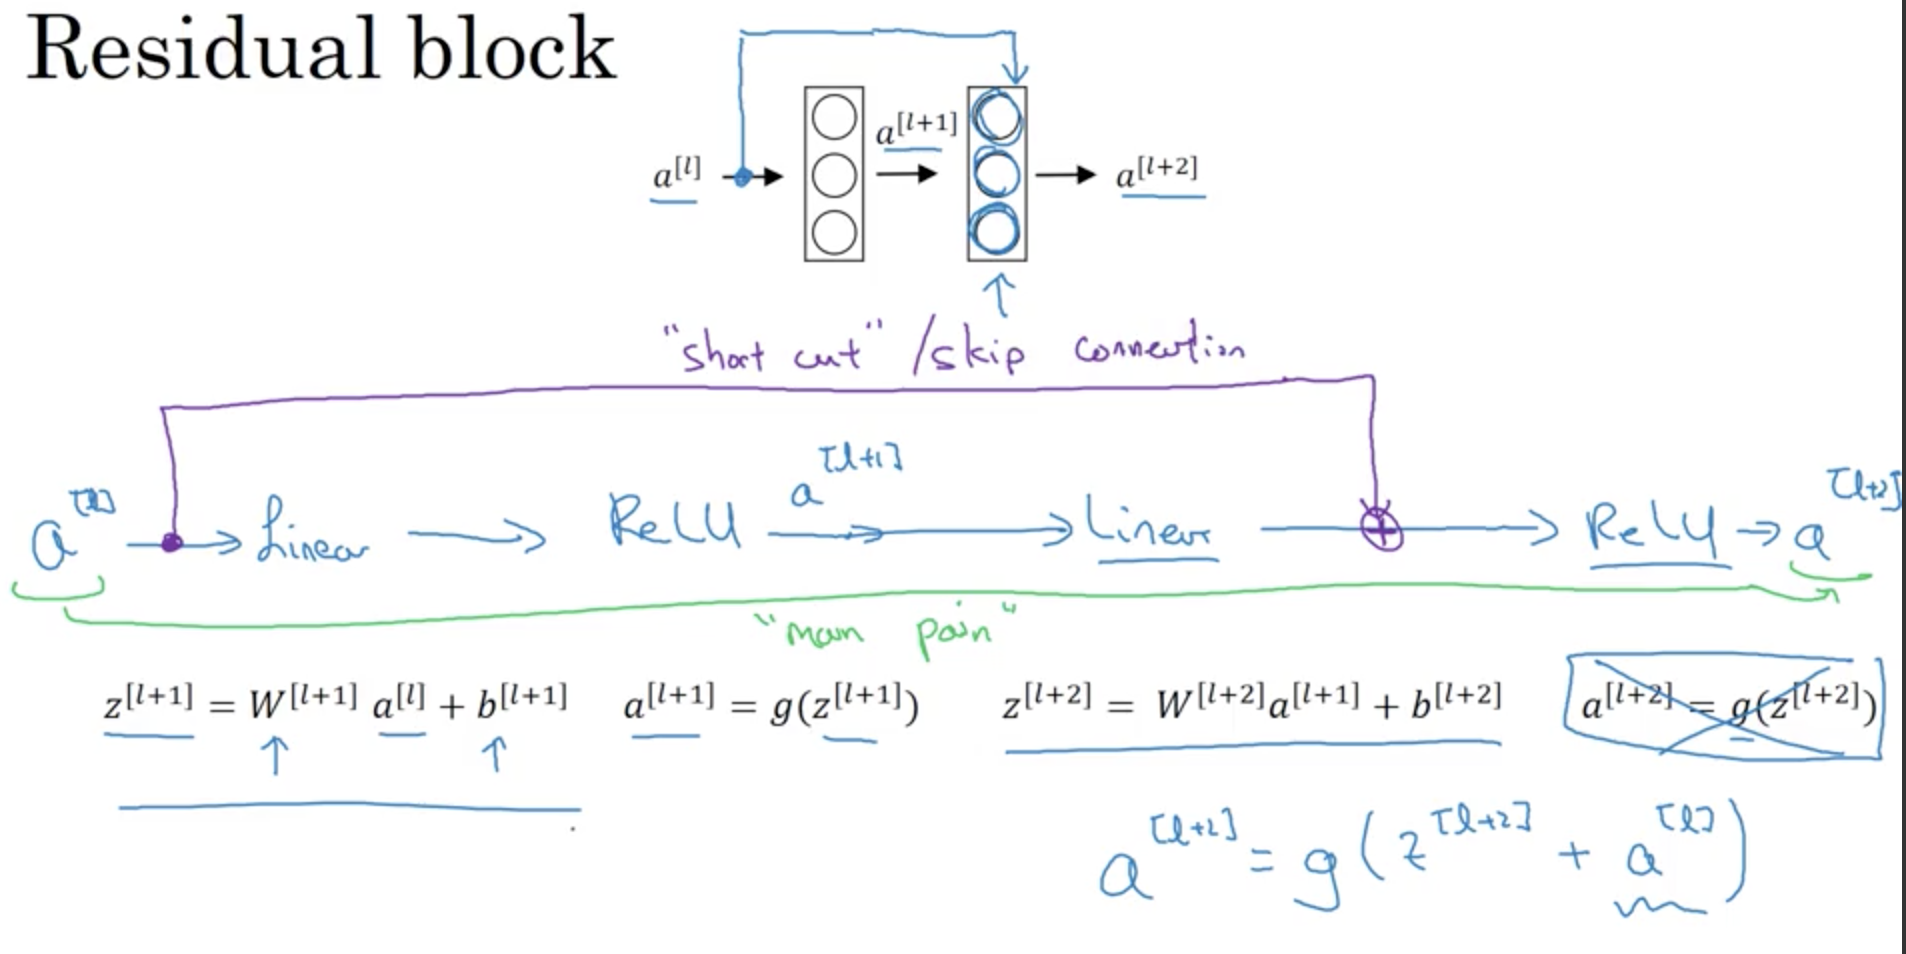 Residual block
a[l] a[l+1] a[l+2]
"short cut" / skip connection
a[l] → Linear → ReLU a[l+1] → Linear → ReLU → a[l+2]
"main path"
z[l+1] = W[l+1] a[l] + b[l+1] a[l+1] = g(z[l+1]) z[l+2] = W[l+2]a[l+1] + b[l+2] a[l+2] = g(z[l+2])
a[l+2] = g(z[l+2] + a[l])